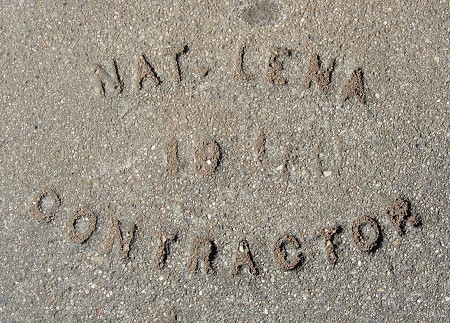 NAT. LENA
CONTRACTOR